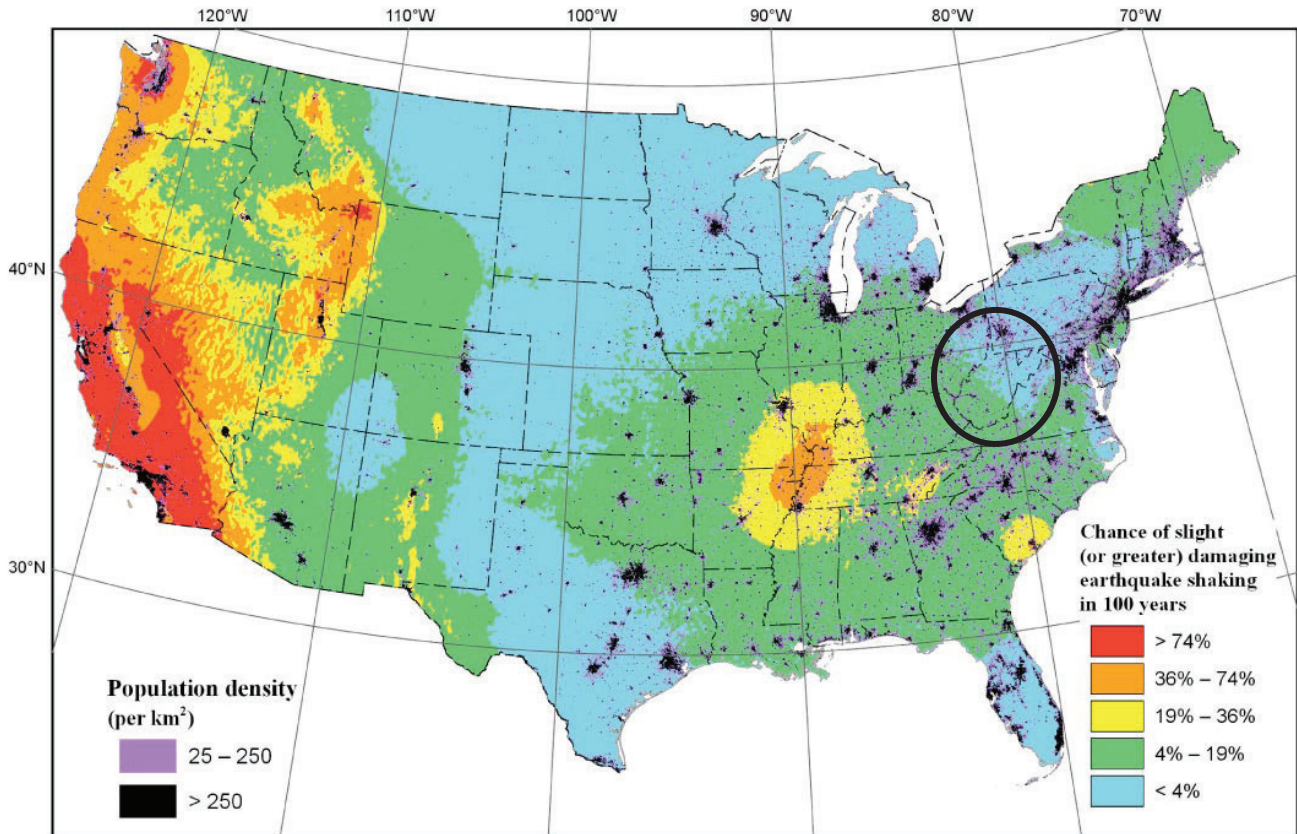 120°W 110°W 100°W 90°W 80°W 70°W
40°N
30°N
Population density
(per km²)
25 – 250
> 250
Chance of slight
(or greater) damaging
earthquake shaking
in 100 years
> 74%
36% – 74%
19% – 36%
4% – 19%
< 4%